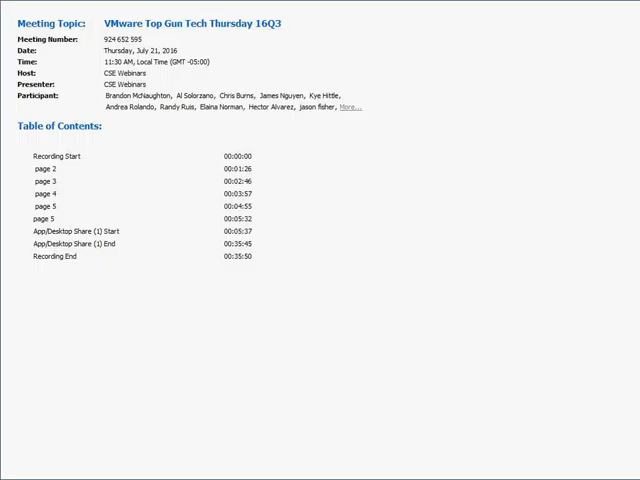 Meeting Topic: VMware Top Gun Tech Thursday 16Q3
Meeting Number: 924 652 595
Date: Thursday, July 21, 2016
Time: 11:30 AM, Local Time (GMT -05:00)
Host: CSE Webinars
Presenter: CSE Webinars
Participant: Brandon McNaughton, Al Solorzano, Chris Burns, James Nguyen, Kye Hittle,
Andrea Rolando, Randy Ruis, Elaina Norman, Hector Alvarez, jason fisher, More...
Table of Contents:
Recording Start 00:00:00
page 2 00:01:26
page 3 00:02:46
page 4 00:03:57
page 5 00:04:55
page 5 00:05:32
App/Desktop Share (1) Start 00:05:37
App/Desktop Share (1) End 00:35:45
Recording End 00:35:50